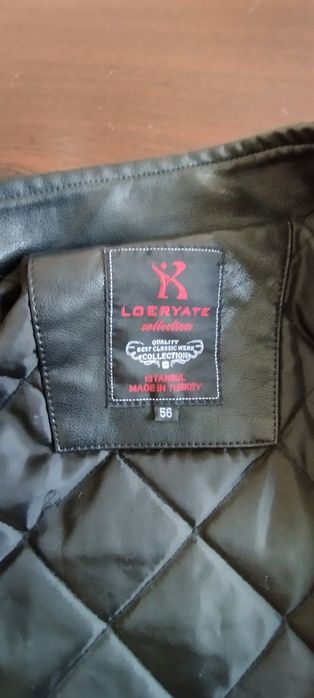 LOERYATE
collection
QUALITY
BEST CLASSIC WEAR
COLLECTION
ISTANBUL
MADE IN TURKEY
56